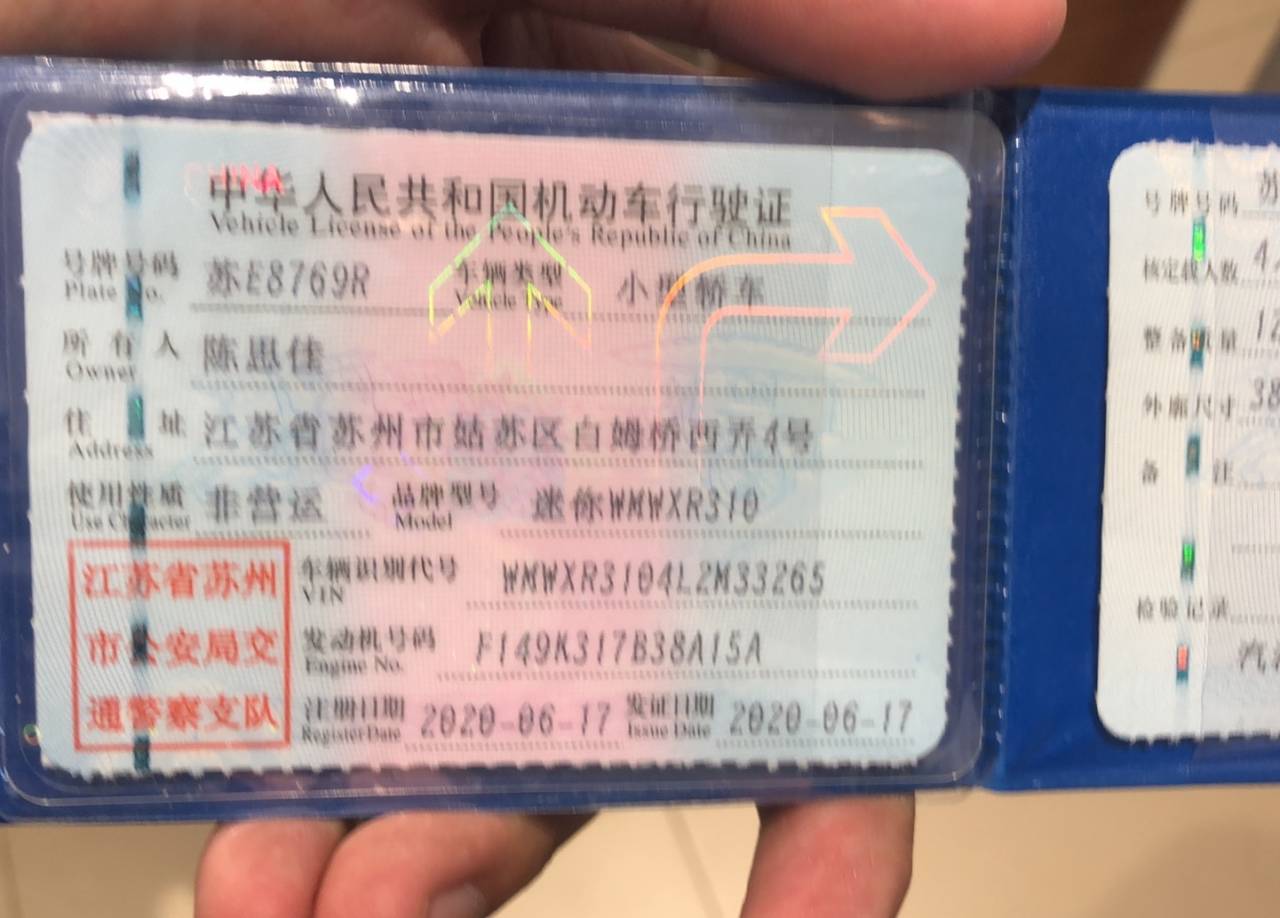 中华人民共和国机动车行驶证
Vehicle License of the People's Republic of China
号牌号码 苏E8769R 车辆类型 小型轿车
Plate No. Vehicle Type
所有人 陈思佳
Owner
住址 江苏省苏州市姑苏区白姆桥西弄4号
Address
使用性质 非营运 品牌型号 迷你WMWXR310
Use Character Model
江苏省苏州
市公安局交
通警察支队
车辆识别代号 WMWXR3104L2M33265
VIN
发动机号码 F149K317B38A15A
Engine No.
注册日期 2020-06-17 发证日期 2020-06-17
Register Date Issue Date
号牌号码 苏
核定载人数 4
整备质量 12
外廓尺寸 38
备注
检验记录
汽